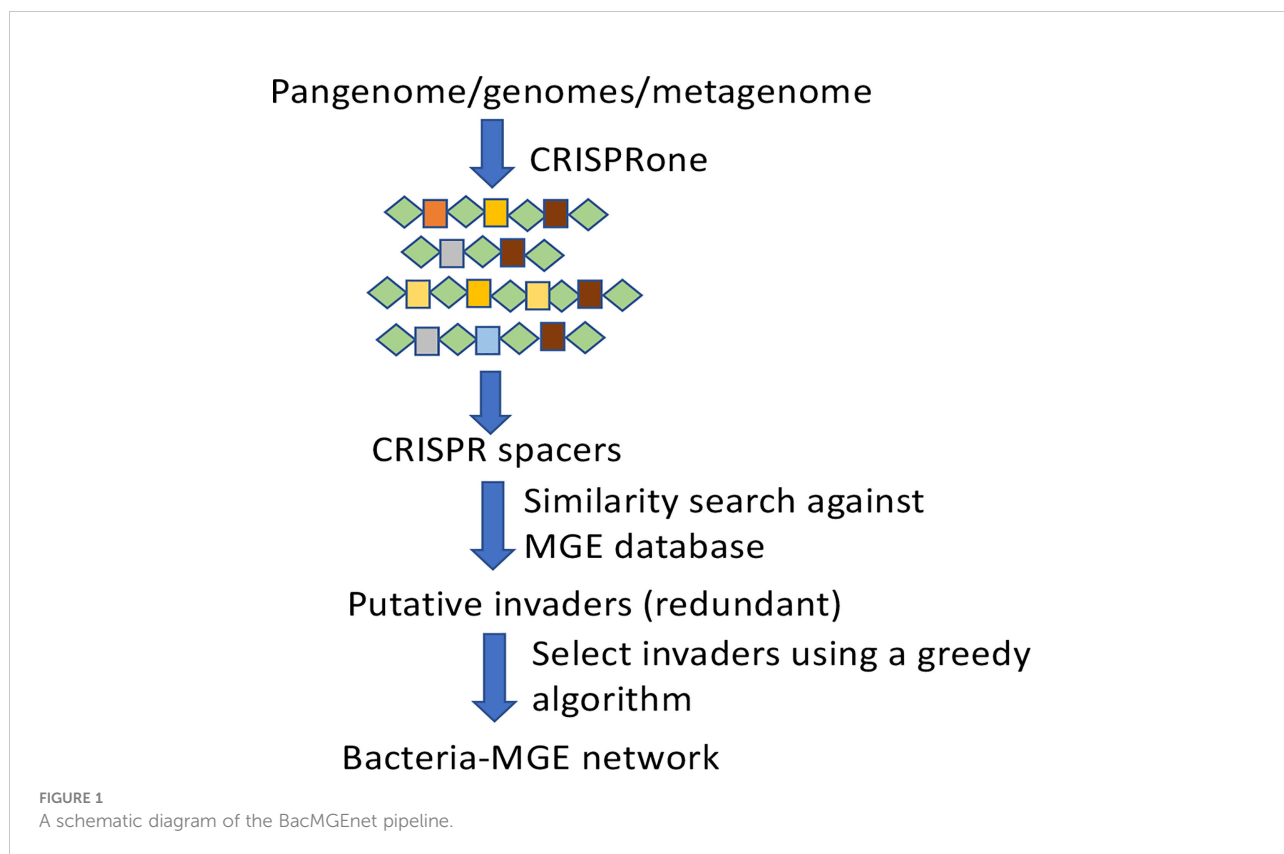 Pangenome/genomes/metagenome
CRISPRone
CRISPR spacers
Similarity search against
MGE database
Putative invaders (redundant)
Select invaders using a greedy
algorithm
Bacteria-MGE network
FIGURE 1
A schematic diagram of the BacMGEnet pipeline.